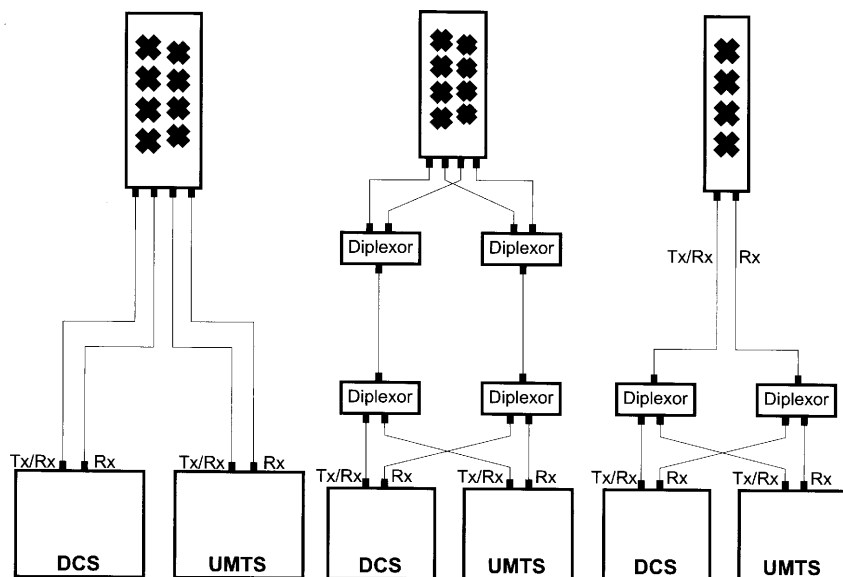 Diplexor Diplexor
Tx/Rx Rx
Diplexor Diplexor Diplexor Diplexor
Tx/Rx Rx Tx/Rx Rx Tx/Rx Rx Tx/Rx Rx Tx/Rx Rx Tx/Rx Rx
DCS UMTS DCS UMTS DCS UMTS